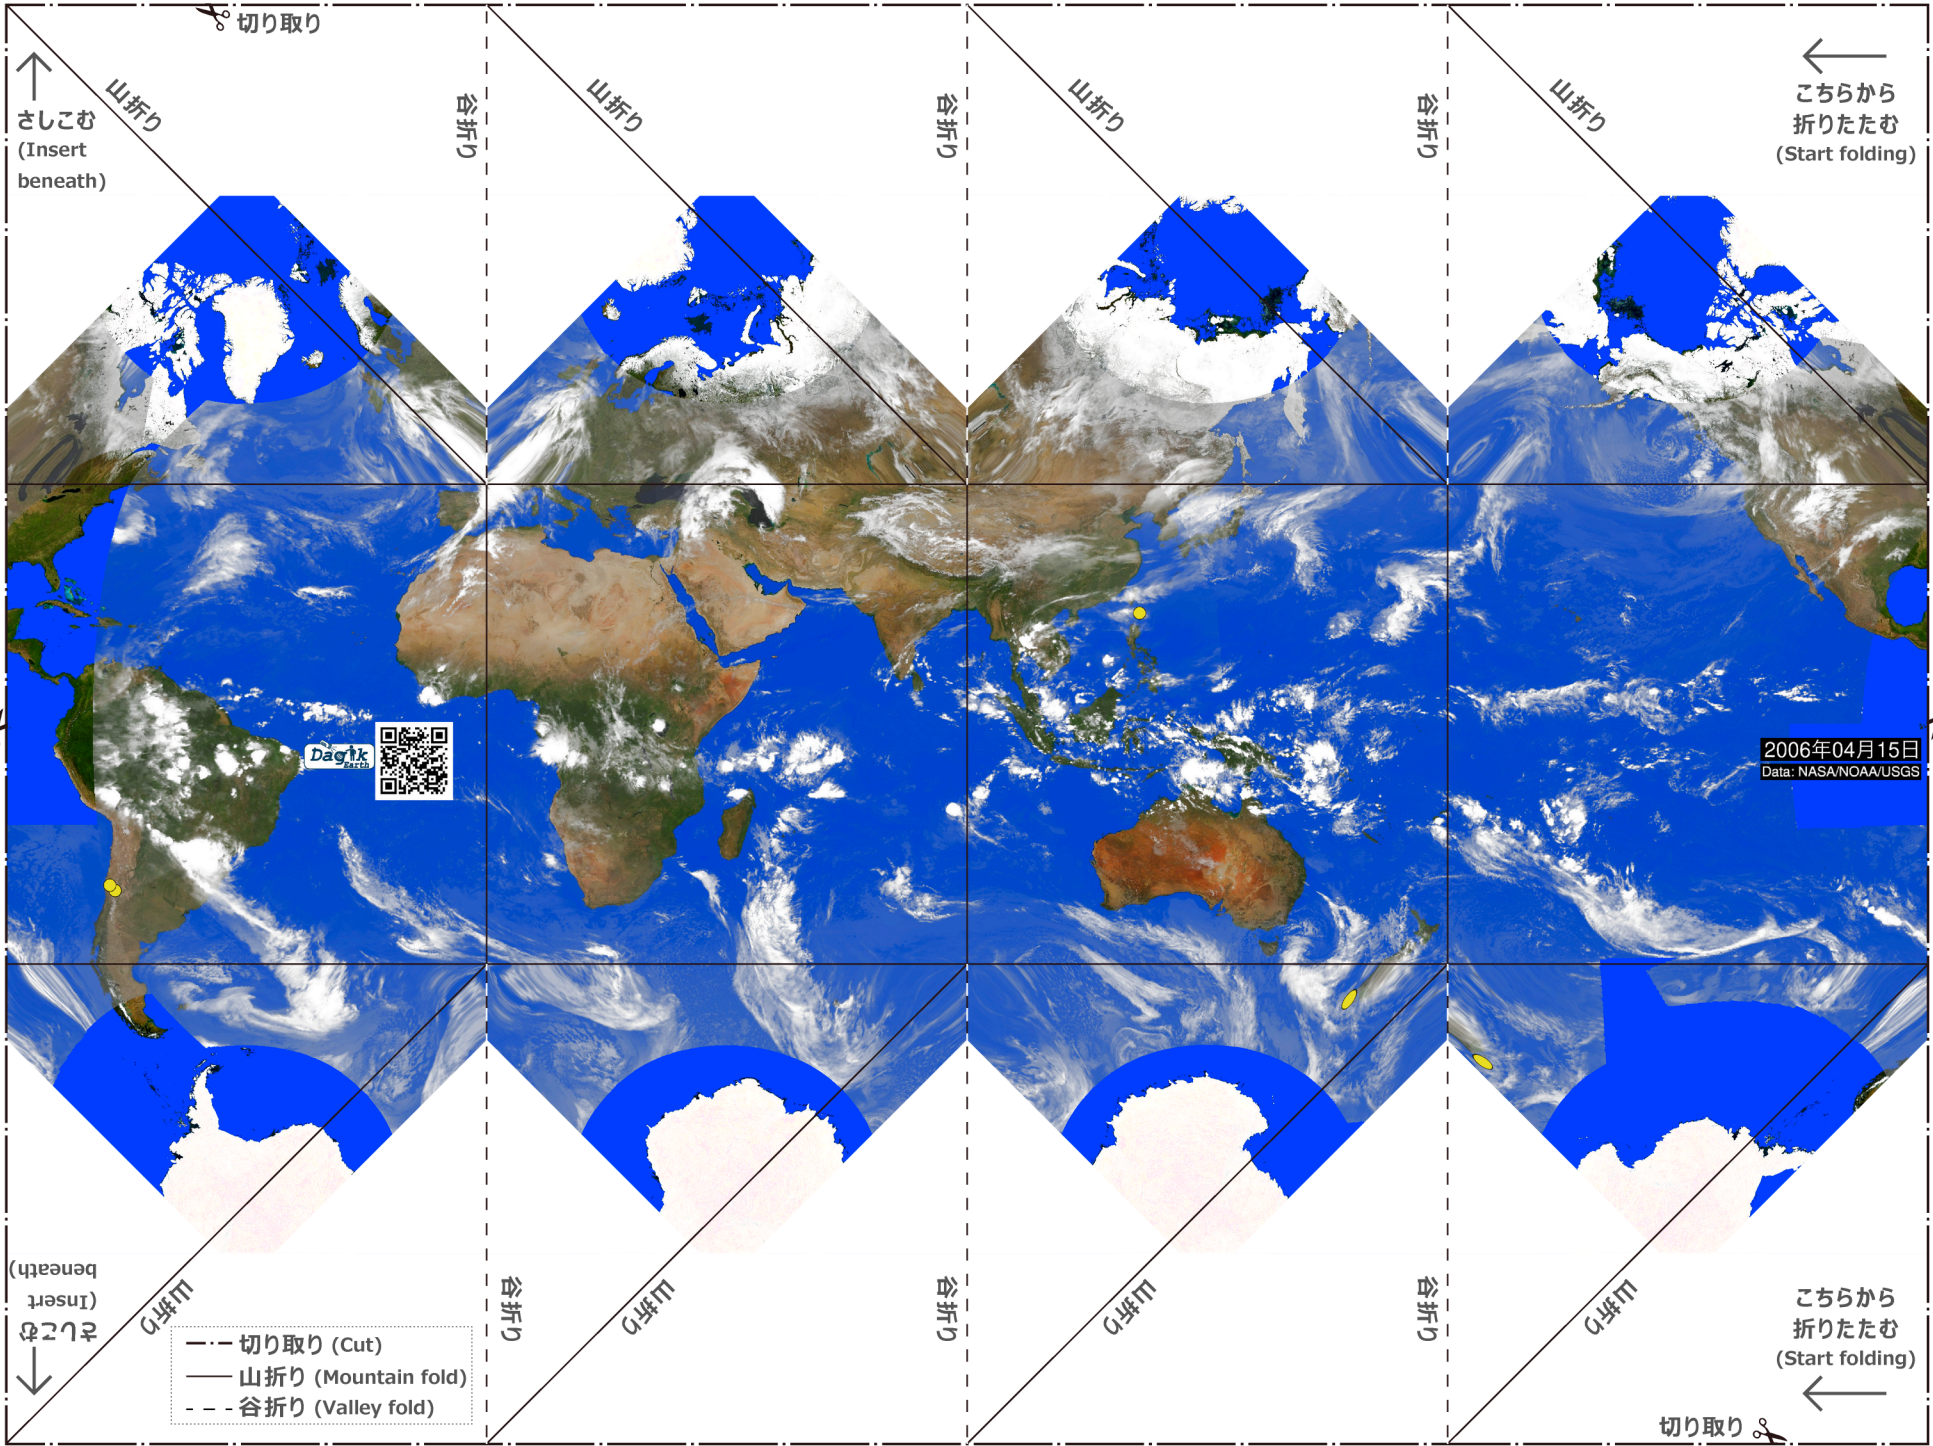 切り取り
山折り
谷折り
山折り
谷折り
山折り
谷折り
山折り
さしこむ
(Insert
beneath)
こちらから
折りたたむ
(Start folding)
Dagik
Earth
2006年04月15日
Data: NASA/NOAA/USGS
さしこむ
(Insert
beneath)
山折り
谷折り
山折り
谷折り
山折り
谷折り
山折り
こちらから
折りたたむ
(Start folding)
切り取り (Cut)
山折り (Mountain fold)
谷折り (Valley fold)
切り取り